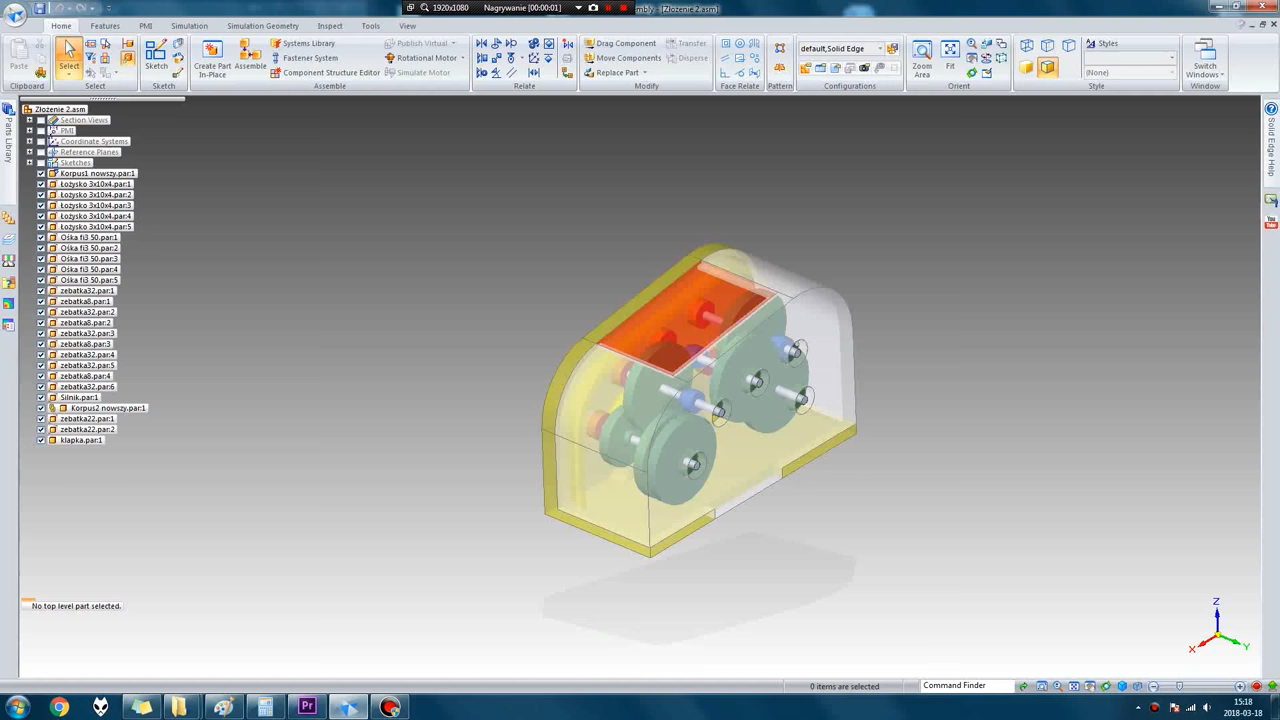 1920x1080
Nagrywanie [00:00:01]
mbly - [Złożenie 2.asm]
Home
Features
PMI
Simulation
Simulation Geometry
Inspect
Tools
View
Paste
Clipboard
Select
Select
Sketch
Sketch
Create Part
In-Place
Assemble
Systems Library
Fastener System
Component Structure Editor
Publish Virtual
Rotational Motor
Simulate Motor
Assemble
Relate
Drag Component
Move Components
Replace Part
Transfer
Disperse
Modify
Face Relate
Pattern
Pattern
default,Solid Edge
Configurations
Zoom
Area
Fit
Orient
Styles
(None)
Style
Switch
Windows
Window
Parts Library
Solid Edge Help
You
Tube
Złożenie 2.asm
Section Views
PMI
Coordinate Systems
Reference Planes
Sketches
Korpus1 nowszy.par:1
Łożysko 3x10x4.par:1
Łożysko 3x10x4.par:2
Łożysko 3x10x4.par:3
Łożysko 3x10x4.par:4
Łożysko 3x10x4.par:5
Ośka fi3 50.par:1
Ośka fi3 50.par:2
Ośka fi3 50.par:3
Ośka fi3 50.par:4
Ośka fi3 50.par:5
zebatka32.par:1
zebatka8.par:1
zebatka32.par:2
zebatka8.par:2
zebatka32.par:3
zebatka8.par:3
zebatka32.par:4
zebatka32.par:5
zebatka8.par:4
zebatka32.par:6
Silnik.par:1
Korpus2 nowszy.par:1
zebatka22.par:1
zebatka22.par:2
klapka.par:1
No top level part selected.
Z
X
Y
0 items are selected
Command Finder
Pr
15:18
2018-03-18